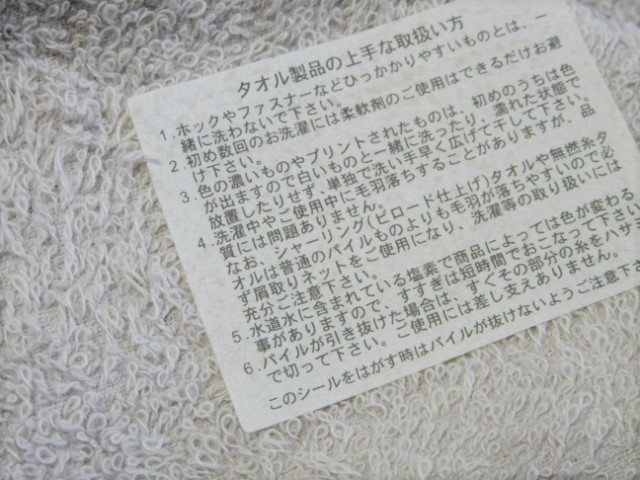 タオル製品の上手な取扱い方
1.ホックやファスナーなどひっかかりやすいものとは、一
緒に洗わないで下さい。
2.初め数回のお洗濯には柔軟剤のご使用はできるだけお避
け下さい。
3.色の濃いものやプリントされたものは、初めのうちは色
が出ますので白いものと一緒に洗ったり、濡れた状態で
放置したりせず、単独で洗い手早く広げて干して下さい。
4.洗濯中やご使用中に毛羽落ちすることがありますが、品
質には問題ありません。
なお、シャーリング(ビロード仕上げ)タオルや無撚糸タ
オルは普通のパイルものよりも毛羽が落ちやすいので必
ず屑取りネットをご使用になり、洗濯等の取り扱いには
充分ご注意下さい。
5.水道水に含まれている塩素で商品によっては色が変わる
事がありますので、すすぎは短時間でおこなって下さい
6.パイルが引き抜けた場合は、すぐその部分の糸をハサ
で切って下さい。ご使用には差し支えありません。
このシールをはがす時はパイルが抜けないようご注意下